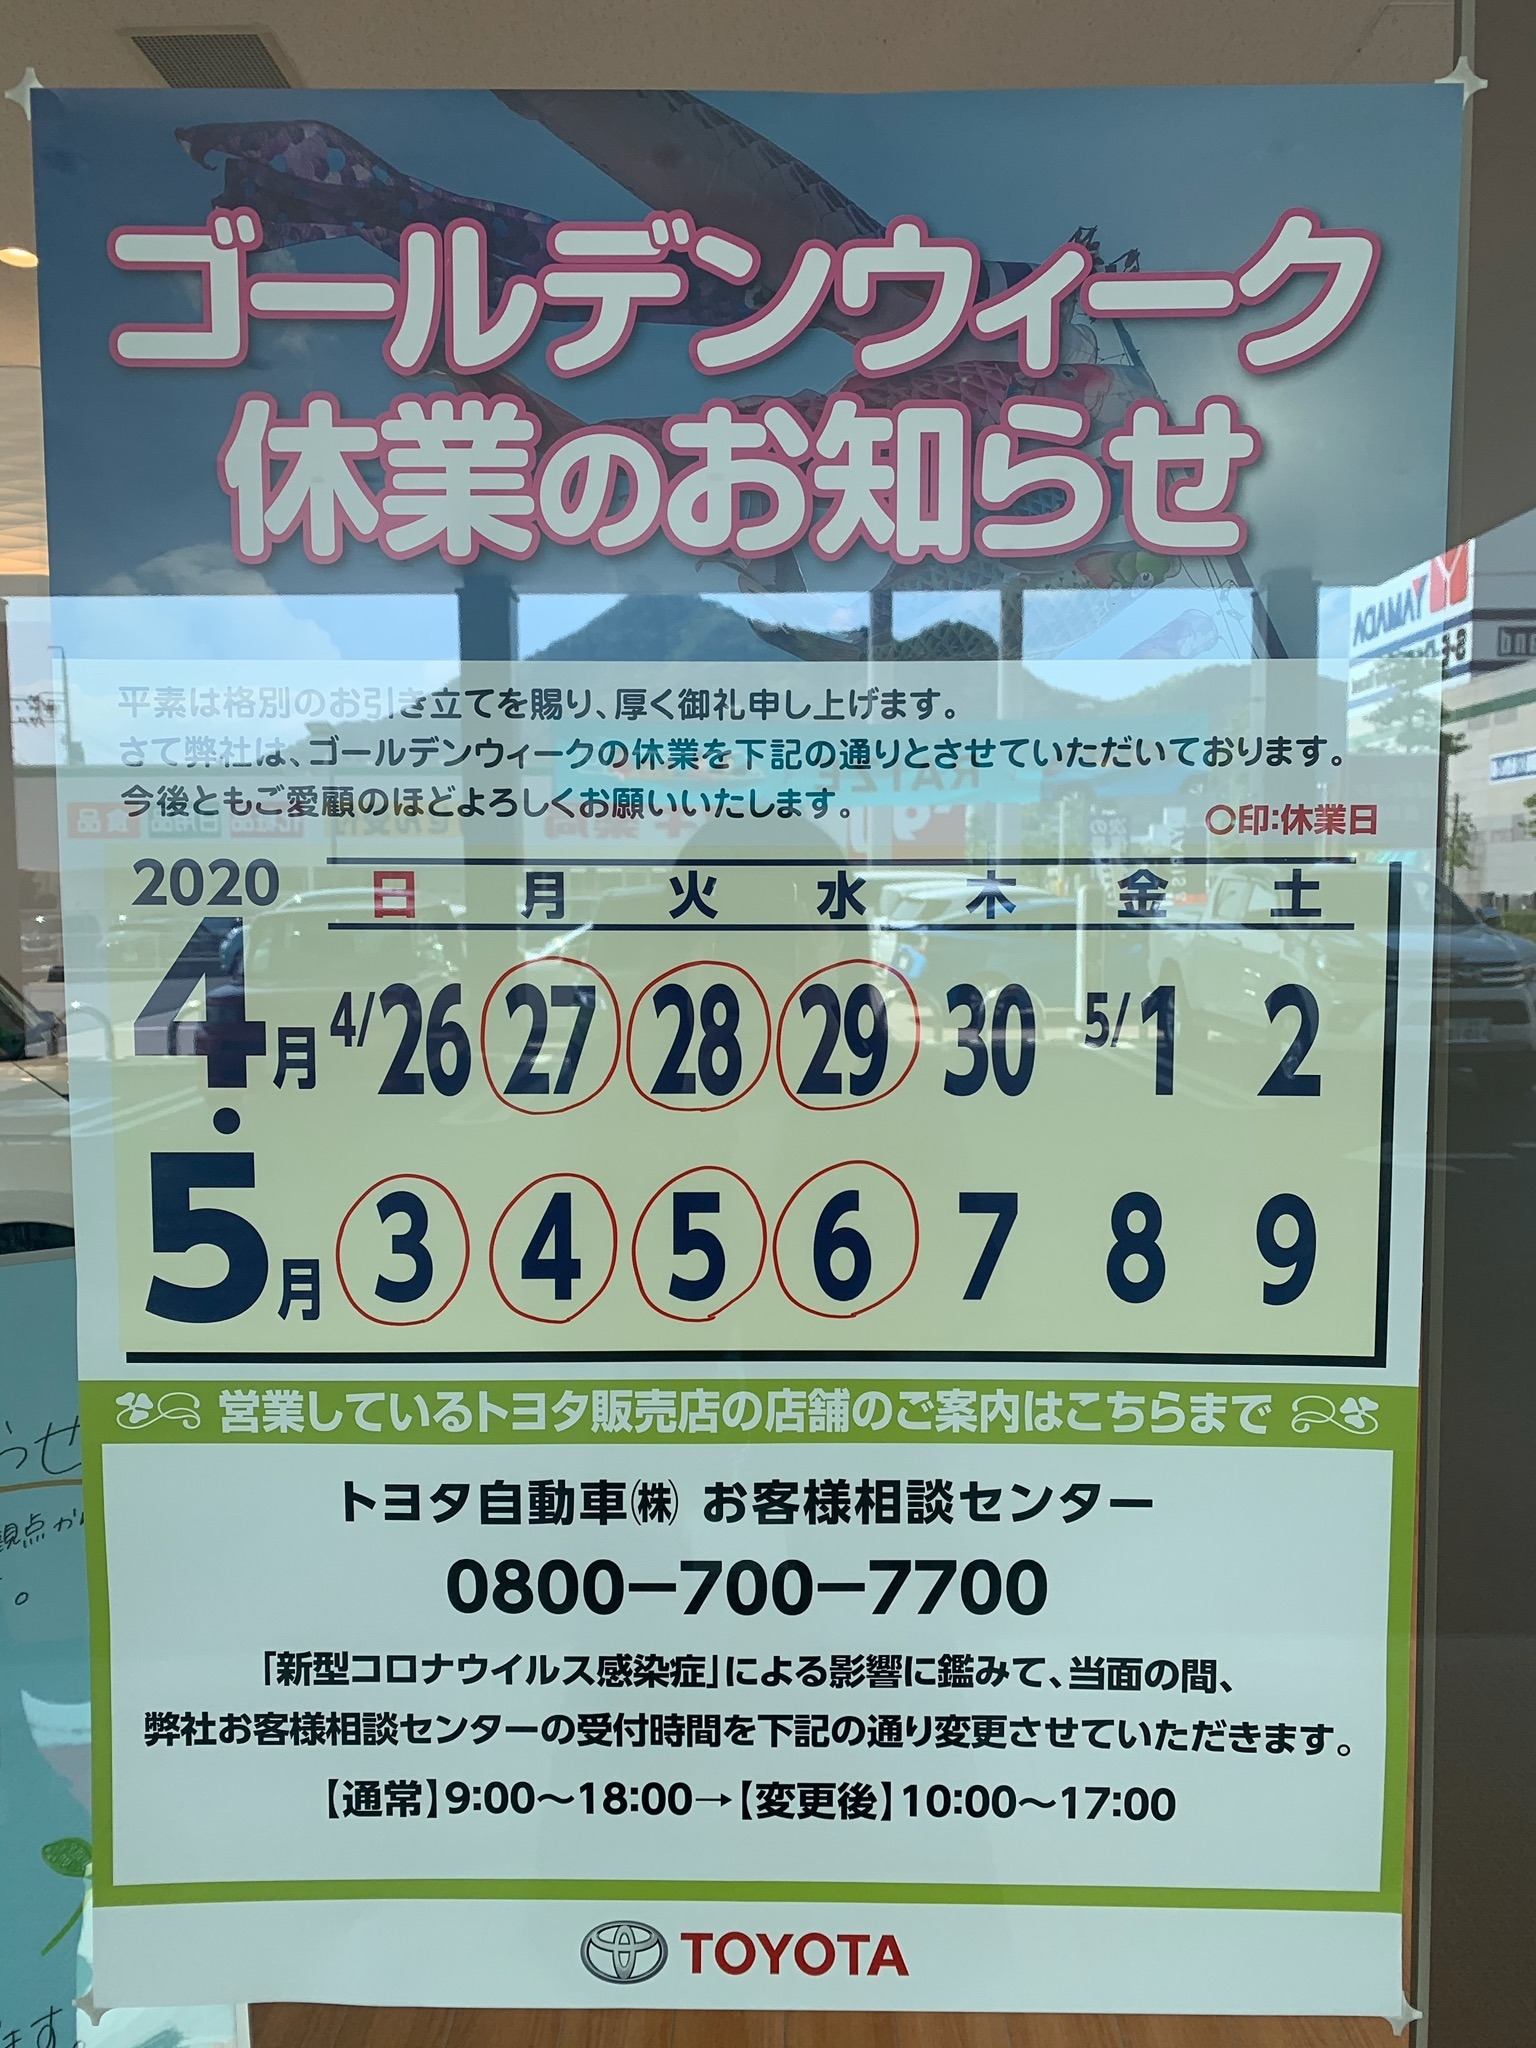 ゴールデンウィーク
休業のお知らせ
平素は格別のお引き立てを賜り、厚く御礼申し上げます。
さて弊社は、ゴールデンウィークの休業を下記の通りとさせていただいております。
今後ともご愛顧のほどよろしくお願いいたします。
○印:休業日
2020
日 月 火 水 木 金 土
4月 4/26 27 28 29 30 5/1 2
・
5月 3 4 5 6 7 8 9
営業しているトヨタ販売店の店舗のご案内はこちらまで
トヨタ自動車㈱ お客様相談センター
0800-700-7700
「新型コロナウイルス感染症」による影響に鑑みて、当面の間、
弊社お客様相談センターの受付時間を下記の通り変更させていただきます。
【通常】9:00～18:00→【変更後】10:00～17:00
TOYOTA
YAMADA
RAIZE
らせ
観点か
。
ます。